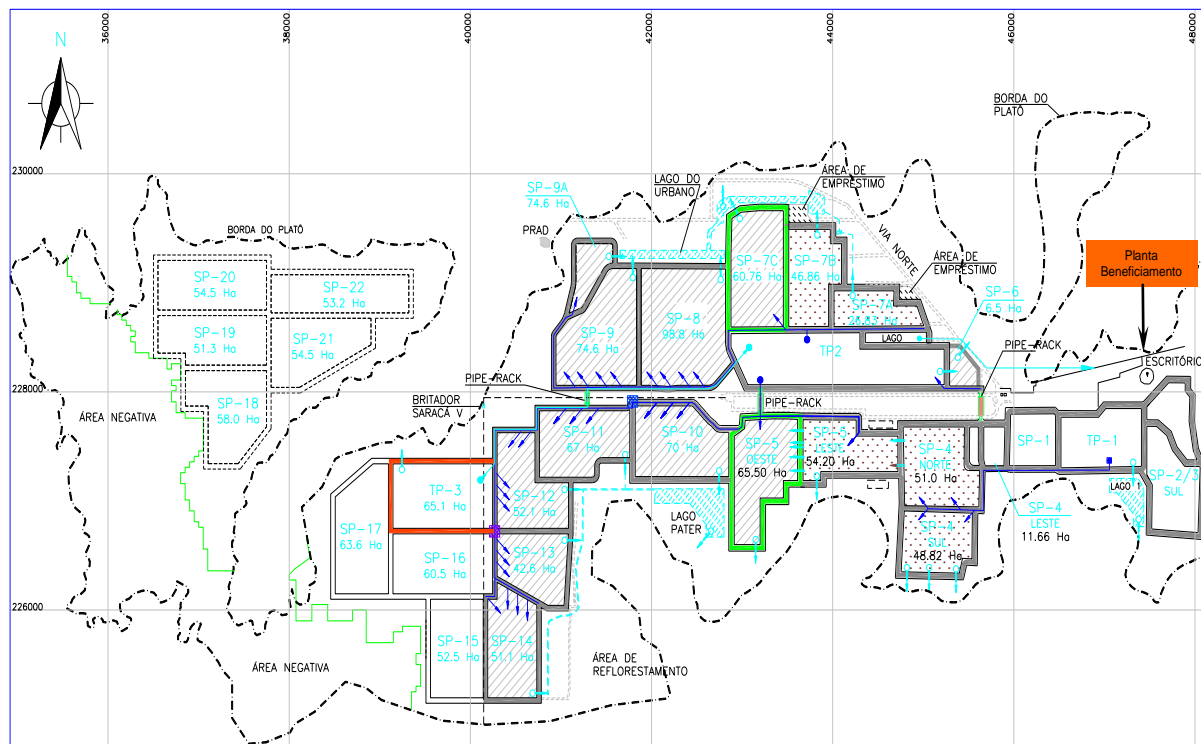 36000
38000
40000
42000
44000
46000
48000
N
BORDA DO
PLATÔ
230000
SP-9A
74.6 Ha
LAGO DO
URBANO
ÁREA DE
EMPRÉSTIMO
PRAD
BORDA DO PLATÔ
VIA NORTE
ÁREA DE
EMPRÉSTIMO
Planta
Beneficiamento
SP-20
54.5 Ha
SP-22
53.2 Ha
SP-7C
60.76 Ha
SP-7B
46.86 Ha
SP-7A
SP-6
6.5 Ha
SP-19
51.3 Ha
SP-21
54.5 Ha
SP-9
74.6 Ha
SP-8
98.8 Ha
LAGO
TP2
PIPE-RACK
ESCRITÓRIO
228000
SP-18
58.0 Ha
ÁREA NEGATIVA
PIPE-RACK
BRITADOR
SARACÁ V
PIPE-RACK
SP-11
67 Ha
SP-10
70 Ha
SP-5
OESTE
65.50 Ha
SP-5
LESTE
54.20 Ha
SP-4
NORTE
51.0 Ha
SP-1
TP-1
SP-2/3
SUL
LAGO 1
TP-3
65.1 Ha
SP-12
62.1 Ha
LAGO
PATER
SP-4
LESTE
11.66 Ha
SP-17
63.6 Ha
SP-16
60.5 Ha
SP-13
42.6 Ha
SP-4
SUL
48.82 Ha
226000
SP-15
52.5 Ha
SP-14
51.1 Ha
ÁREA NEGATIVA
ÁREA DE
REFLORESTAMENTO